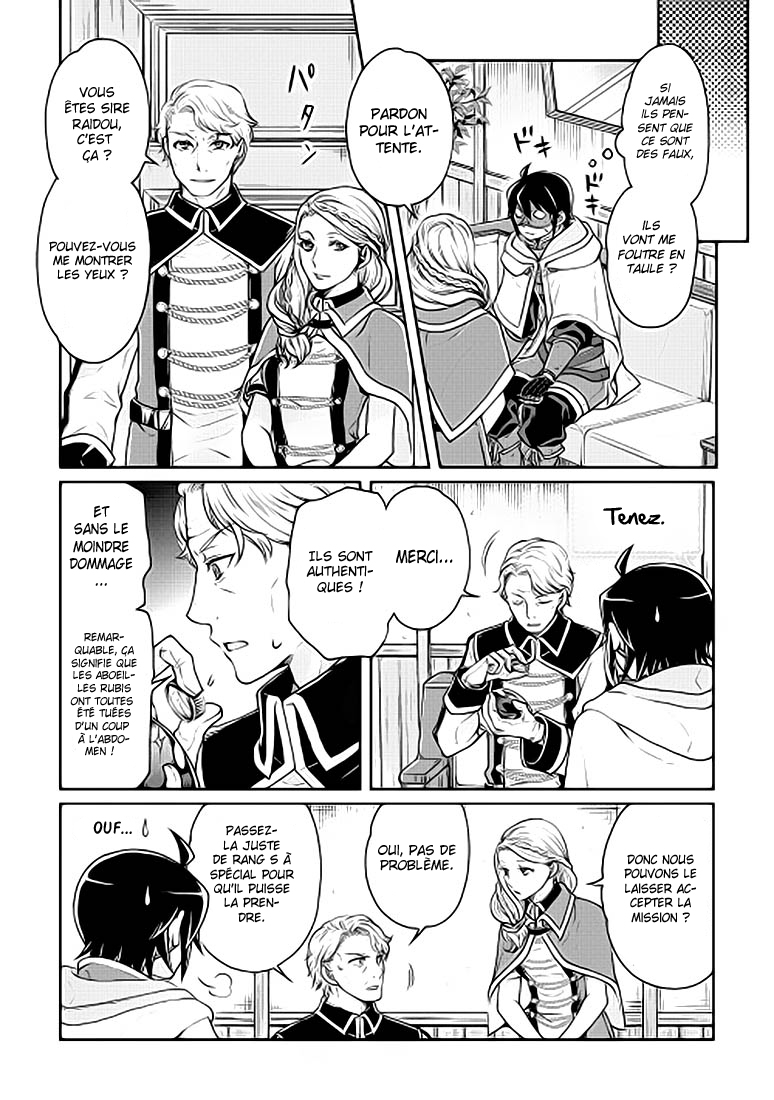 SI
JAMAIS
ILS PEN-
SENT QUE
CE SONT
DES FAUX,
ILS
VONT ME
FOUTRE EN
TAULE ?
ドキ
ドキ
PARDON
POUR L'AT-
TENTE.
パタン
VOUS
ÊTES SIRE
RAIDOU,
C'EST
ÇA ?
POUVEZ-VOUS
ME MONTRER
LES YEUX ?
Tenez.
MERCI...
ILS SONT
AUTHENTI-
QUES !
ET
SANS LE
MOINDRE
DOMMAGE
...
REMAR-
QUABLE, ÇA
SIGNIFIE QUE
LES ABOEIL-
LES RUBIS
ONT TOUTES
ÉTÉ TUÉES
D'UN COUP
À L'ABDO-
MEN !
DONC NOUS
POUVONS LE
LAISSER AC-
CEPTER LA
MISSION ?
OUI, PAS DE
PROBLÈME.
PASSEZ-
LA JUSTE
DE RANG S À
SPÉCIAL POUR
QU'IL PUISSE
LA PREN-
DRE.
OUF...